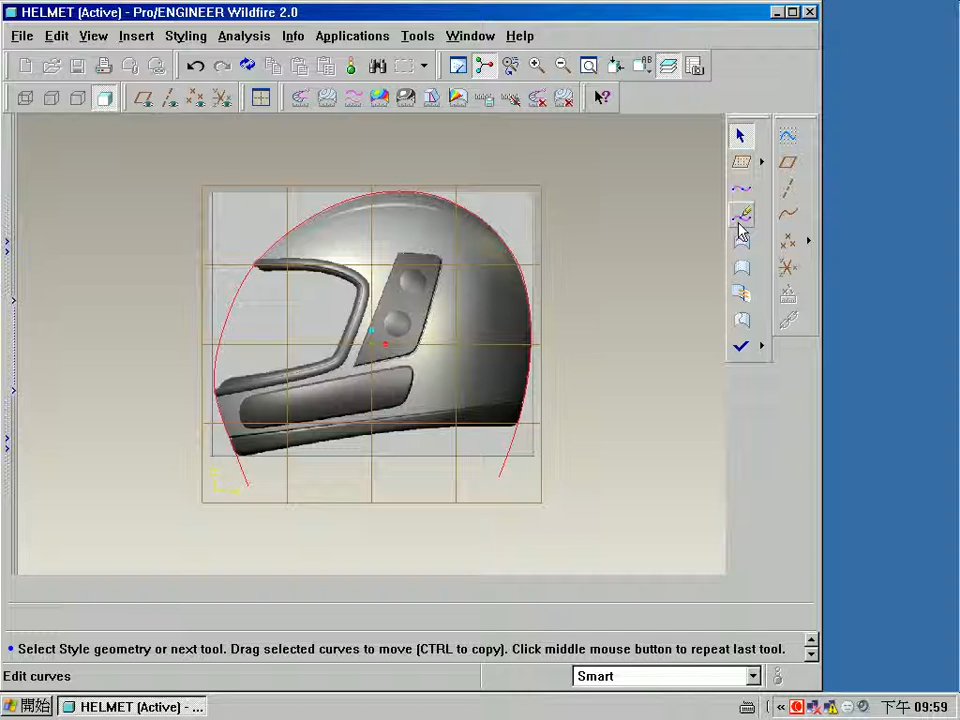 HELMET (Active) - Pro/ENGINEER Wildfire 2.0
File Edit View Insert Styling Analysis Info Applications Tools Window Help
Select Style geometry or next tool. Drag selected curves to move (CTRL to copy). Click middle mouse button to repeat last tool.
Edit curves
Smart
開始
HELMET (Active) - ...
下午 09:59